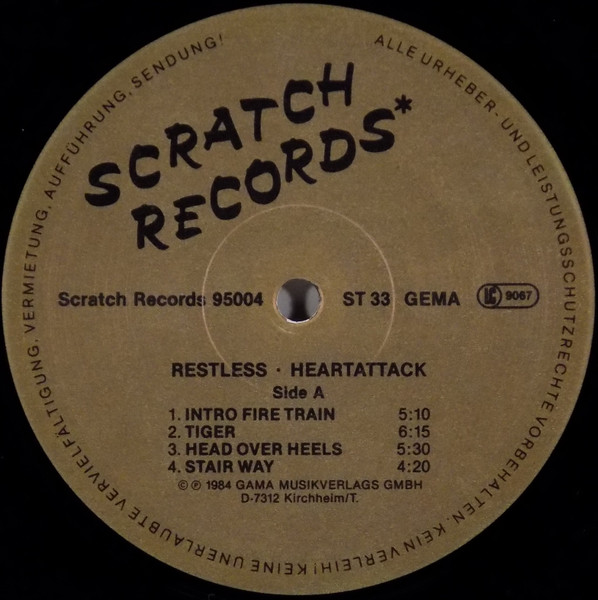 SCRATCH
RECORDS*
Scratch Records 95004 ST 33 GEMA LC 9067
RESTLESS · HEARTATTACK
Side A
1. INTRO FIRE TRAIN 5:10
2. TIGER 6:15
3. HEAD OVER HEELS 5:30
4. STAIR WAY 4:20
© ℗ 1984 GAMA MUSIKVERLAGS GMBH
D-7312 Kirchheim/T.
ALLE URHEBER- UND LEISTUNGSSCHUTZRECHTE VORBEHALTEN. KEIN VERLEIH! KEINE UNERLAUBTE VERVIELFÄLTIGUNG, VERMIETUNG, AUFFÜHRUNG, SENDUNG!